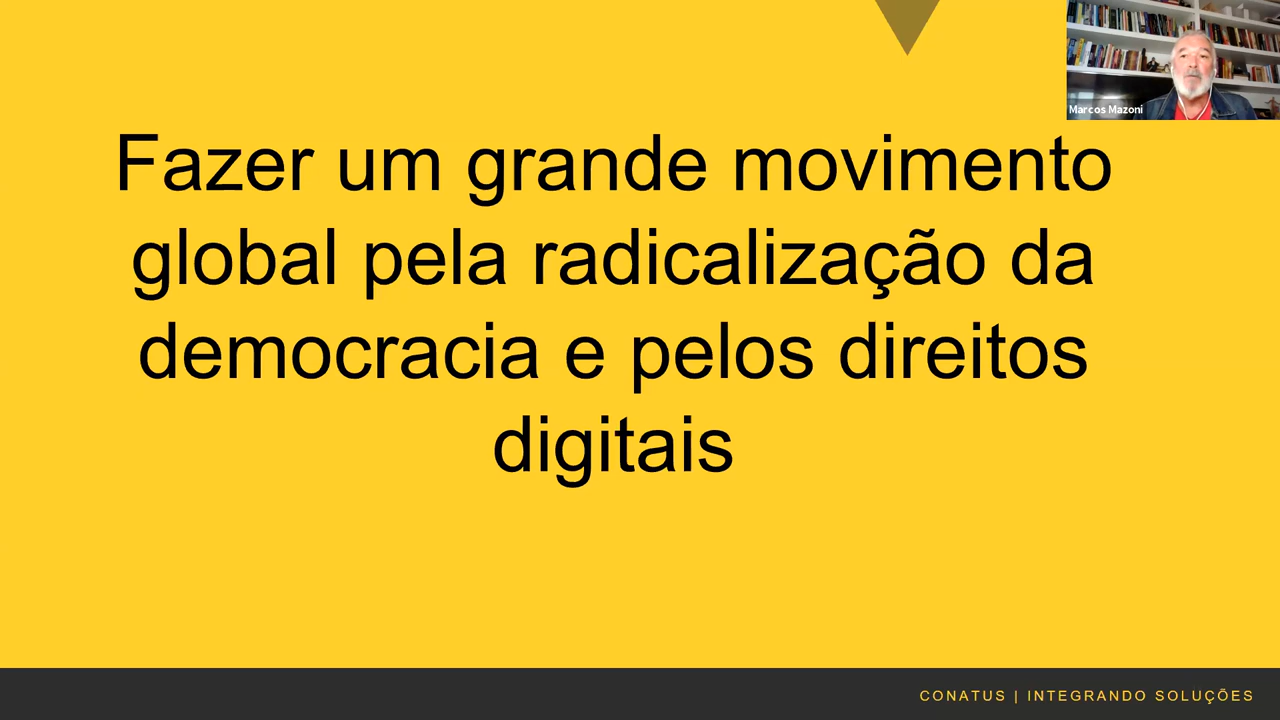 Marcos Mazoni
Fazer um grande movimento
global pela radicalização da
democracia e pelos direitos
digitais
CONATUS | INTEGRANDO SOLUÇÕES